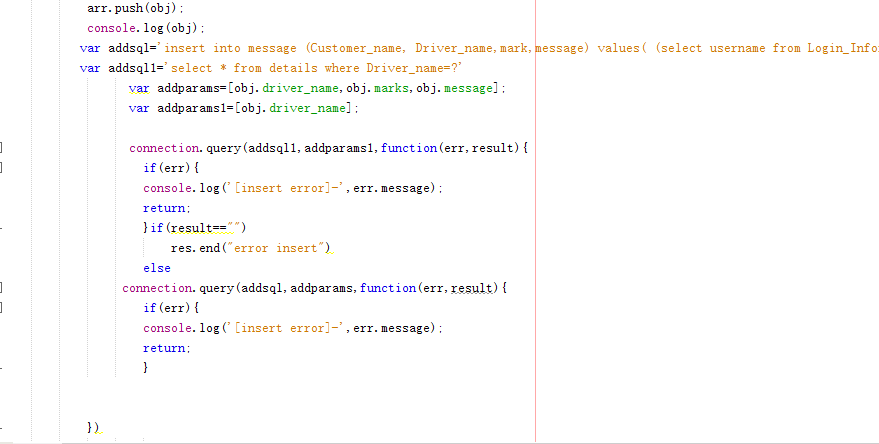 arr.push(obj);
console.log(obj);
var addsql='insert into message (Customer_name, Driver_name,mark,message) values( (select username from Login_Info
var addsql1='select * from details where Driver_name=?'
var addparams=[obj.driver_name,obj.marks,obj.message];
var addparams1=[obj.driver_name];
connection.query(addsql1,addparams1,function(err,result){
if(err){
console.log('[insert error]-',err.message);
return;
}if(result=="")
res.end("error insert")
else
connection.query(addsql,addparams,function(err,result){
if(err){
console.log('[insert error]-',err.message);
return;
}
})